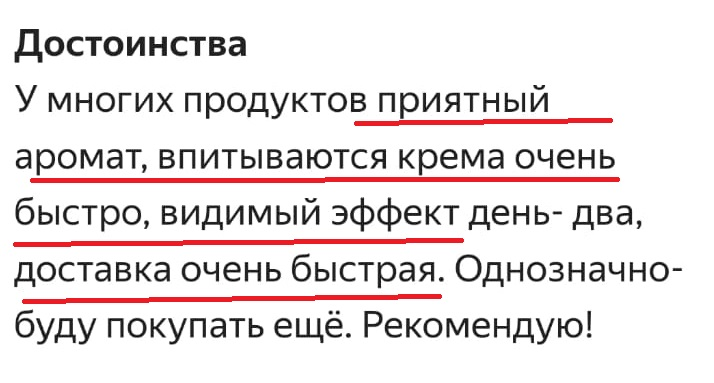 Достоинства
У многих продуктов приятный
аромат, впитываются крема очень
быстро, видимый эффект день- два,
доставка очень быстрая. Однозначно-
буду покупать ещё. Рекомендую!